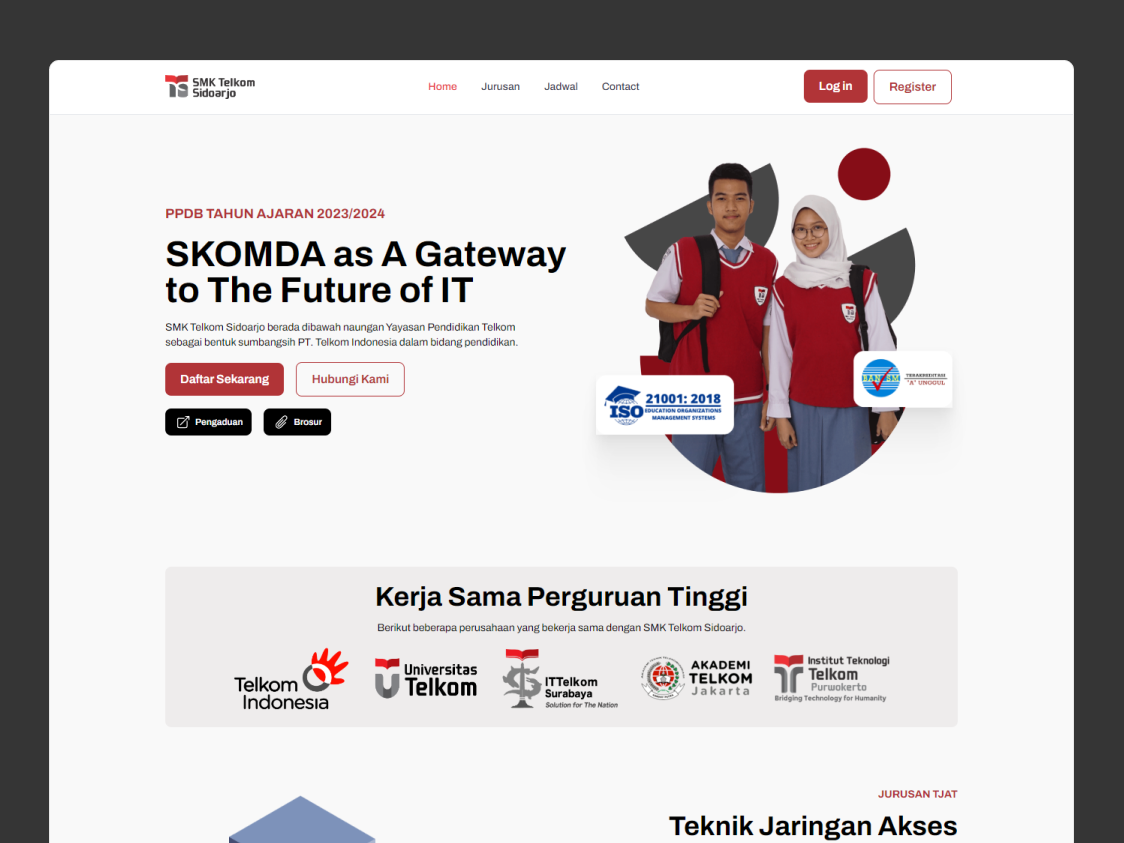 SMK Telkom
Sidoarjo
Home
Jurusan
Jadwal
Contact
Log in
Register
PPDB TAHUN AJARAN 2023/2024
SKOMDA as A Gateway
to The Future of IT
SMK Telkom Sidoarjo berada dibawah naungan Yayasan Pendidikan Telkom
sebagai bentuk sumbangsih PT. Telkom Indonesia dalam bidang pendidikan.
Daftar Sekarang
Hubungi Kami
Pengaduan
Brosur
ISO
21001: 2018
EDUCATION ORGANIZATIONS
MANAGEMENT SYSTEMS
TERAKREDITASI
"A" UNGGUL
Kerja Sama Perguruan Tinggi
Berikut beberapa perusahaan yang bekerja sama dengan SMK Telkom Sidoarjo.
Telkom
Indonesia
Universitas
Telkom
ITTelkom
Surabaya
Solution for The Nation
AKADEMI
TELKOM
Jakarta
Institut Teknologi
Telkom
Purwokerto
Bridging Technology for Humanity
JURUSAN TJAT
Teknik Jaringan Akses